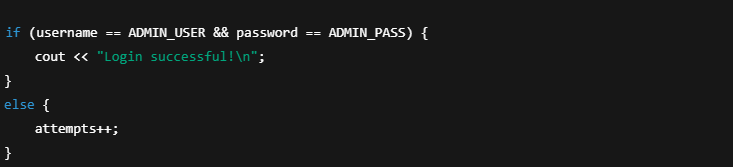 if (username == ADMIN_USER && password == ADMIN_PASS) {
    cout << "Login successful!\n";
}
else {
    attempts++;
}